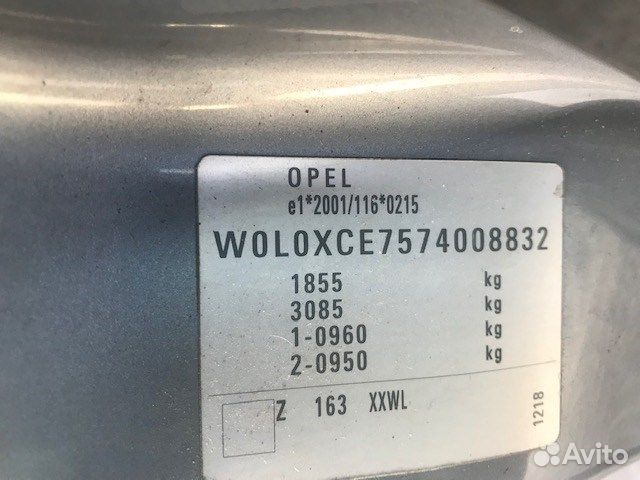 OPEL
e1*2001/116*0215
W0L0XCE7574008832
1855 kg
3085 kg
1-0960 kg
2-0950 kg
Z 163 XXWL
1218
Avito